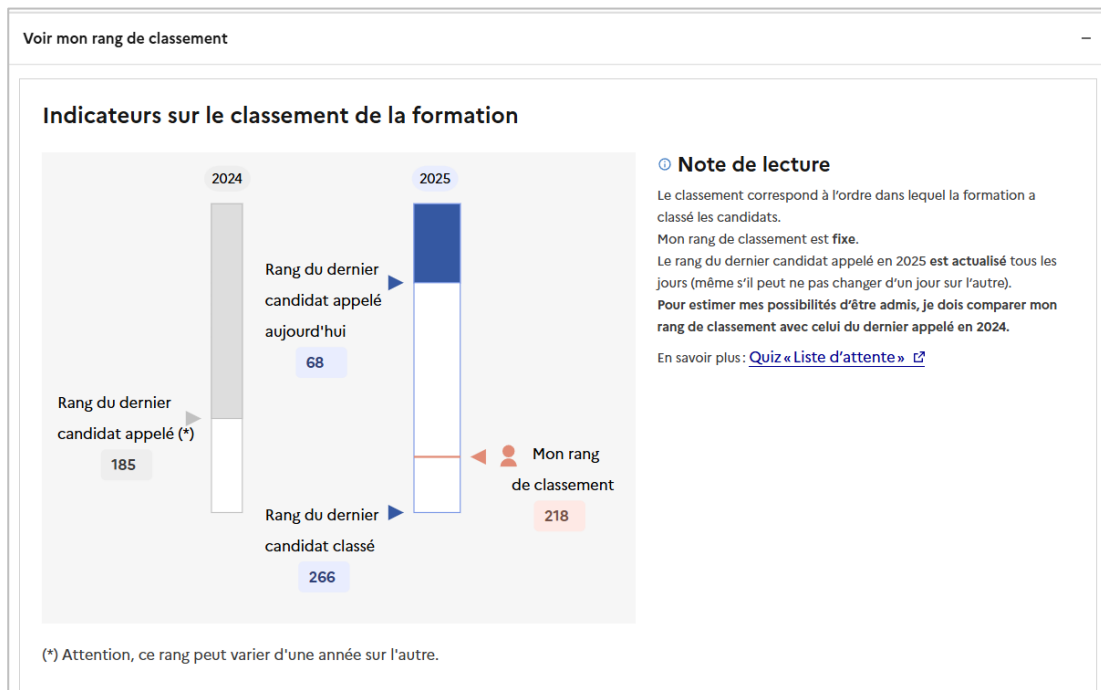 Voir mon rang de classement
Indicateurs sur le classement de la formation
2024
2025
Rang du dernier
candidat appelé
aujourd'hui
68
Rang du dernier
candidat appelé (*)
185
Mon rang
de classement
218
Rang du dernier
candidat classé
266
(*) Attention, ce rang peut varier d'une année sur l'autre.
Note de lecture
Le classement correspond à l'ordre dans lequel la formation a
classé les candidats.
Mon rang de classement est fixe.
Le rang du dernier candidat appelé en 2025 est actualisé tous les
jours (même s'il peut ne pas changer d'un jour sur l'autre).
Pour estimer mes possibilités d'être admis, je dois comparer mon
rang de classement avec celui du dernier appelé en 2024.
En savoir plus : Quiz « Liste d'attente »